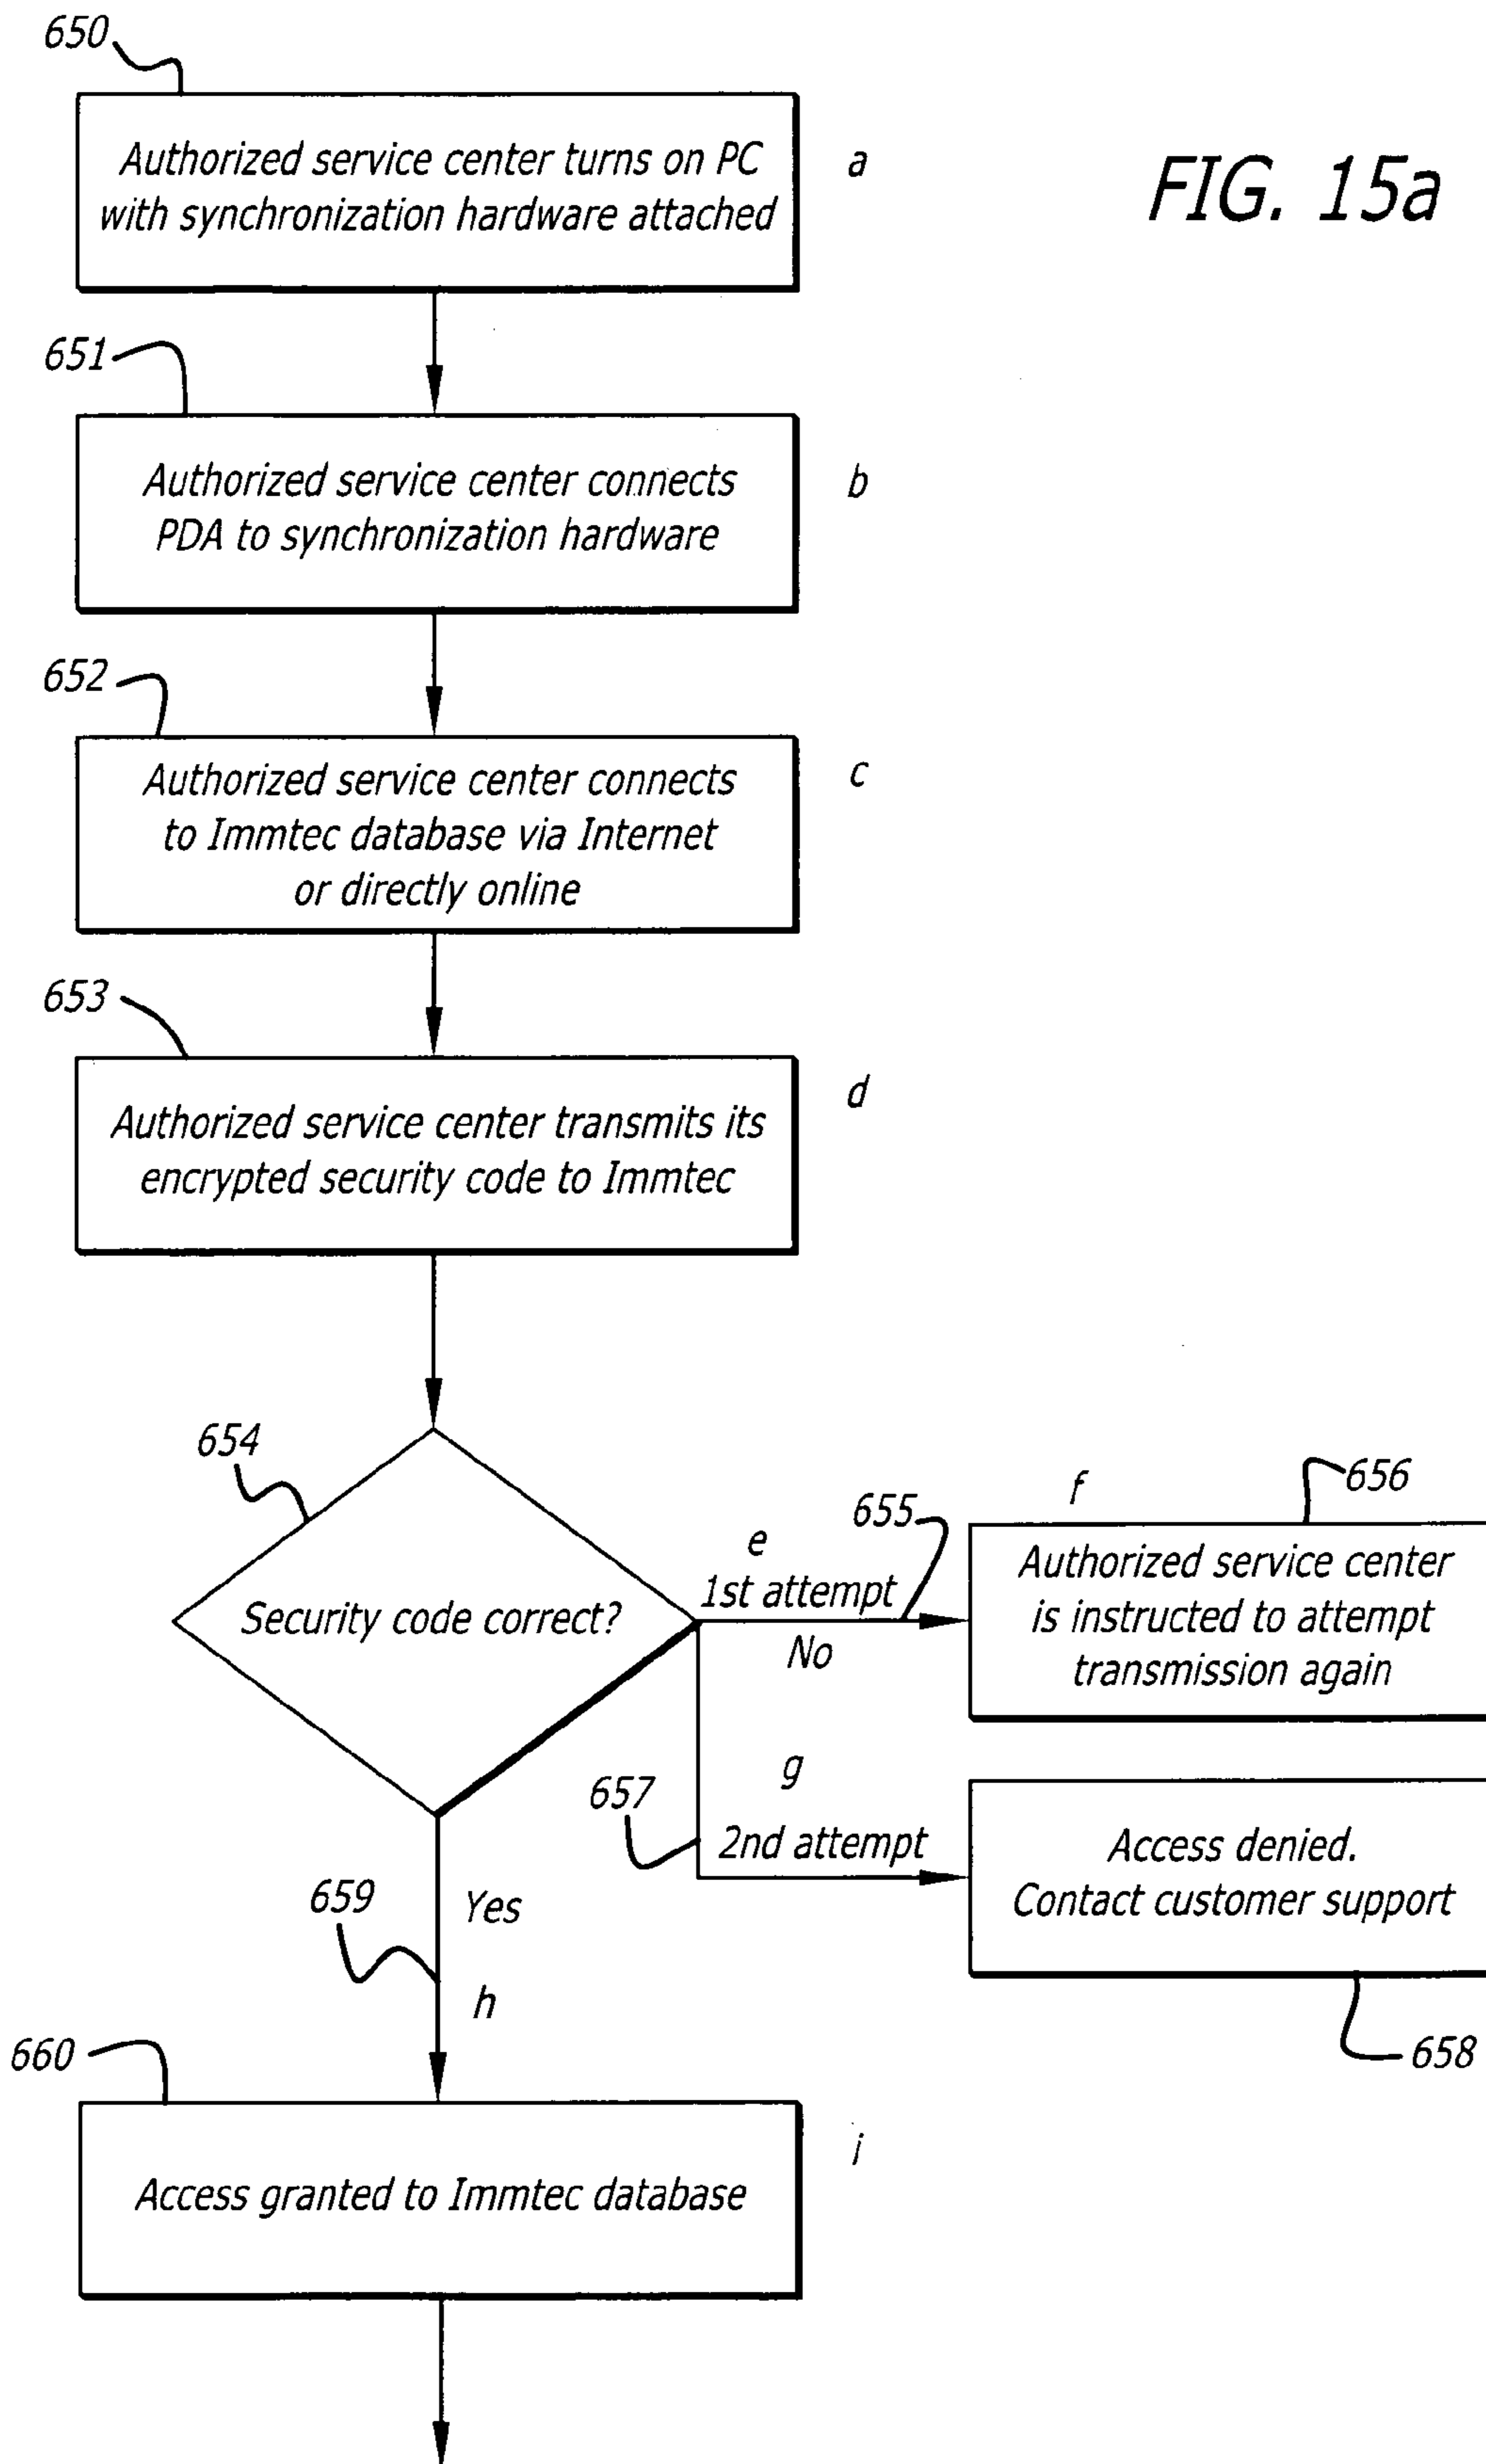 650
Authorized service center turns on PC
with synchronization hardware attached
a
FIG. 15a
651
Authorized service center connects
PDA to synchronization hardware
b
652
Authorized service center connects
to Immtec database via Internet
or directly online
c
653
Authorized service center transmits its
encrypted security code to Immtec
d
654
Security code correct?
e
1st attempt
No
655
f
656
Authorized service center
is instructed to attempt
transmission again
g
657
2nd attempt
Access denied.
Contact customer support
658
659
Yes
h
660
Access granted to Immtec database
i